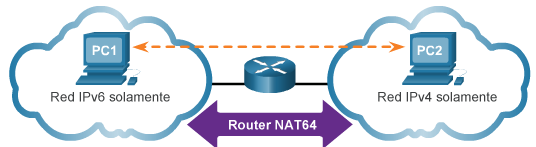 PC1
PC2
Red IPv6 solamente
Red IPv4 solamente
Router NAT64